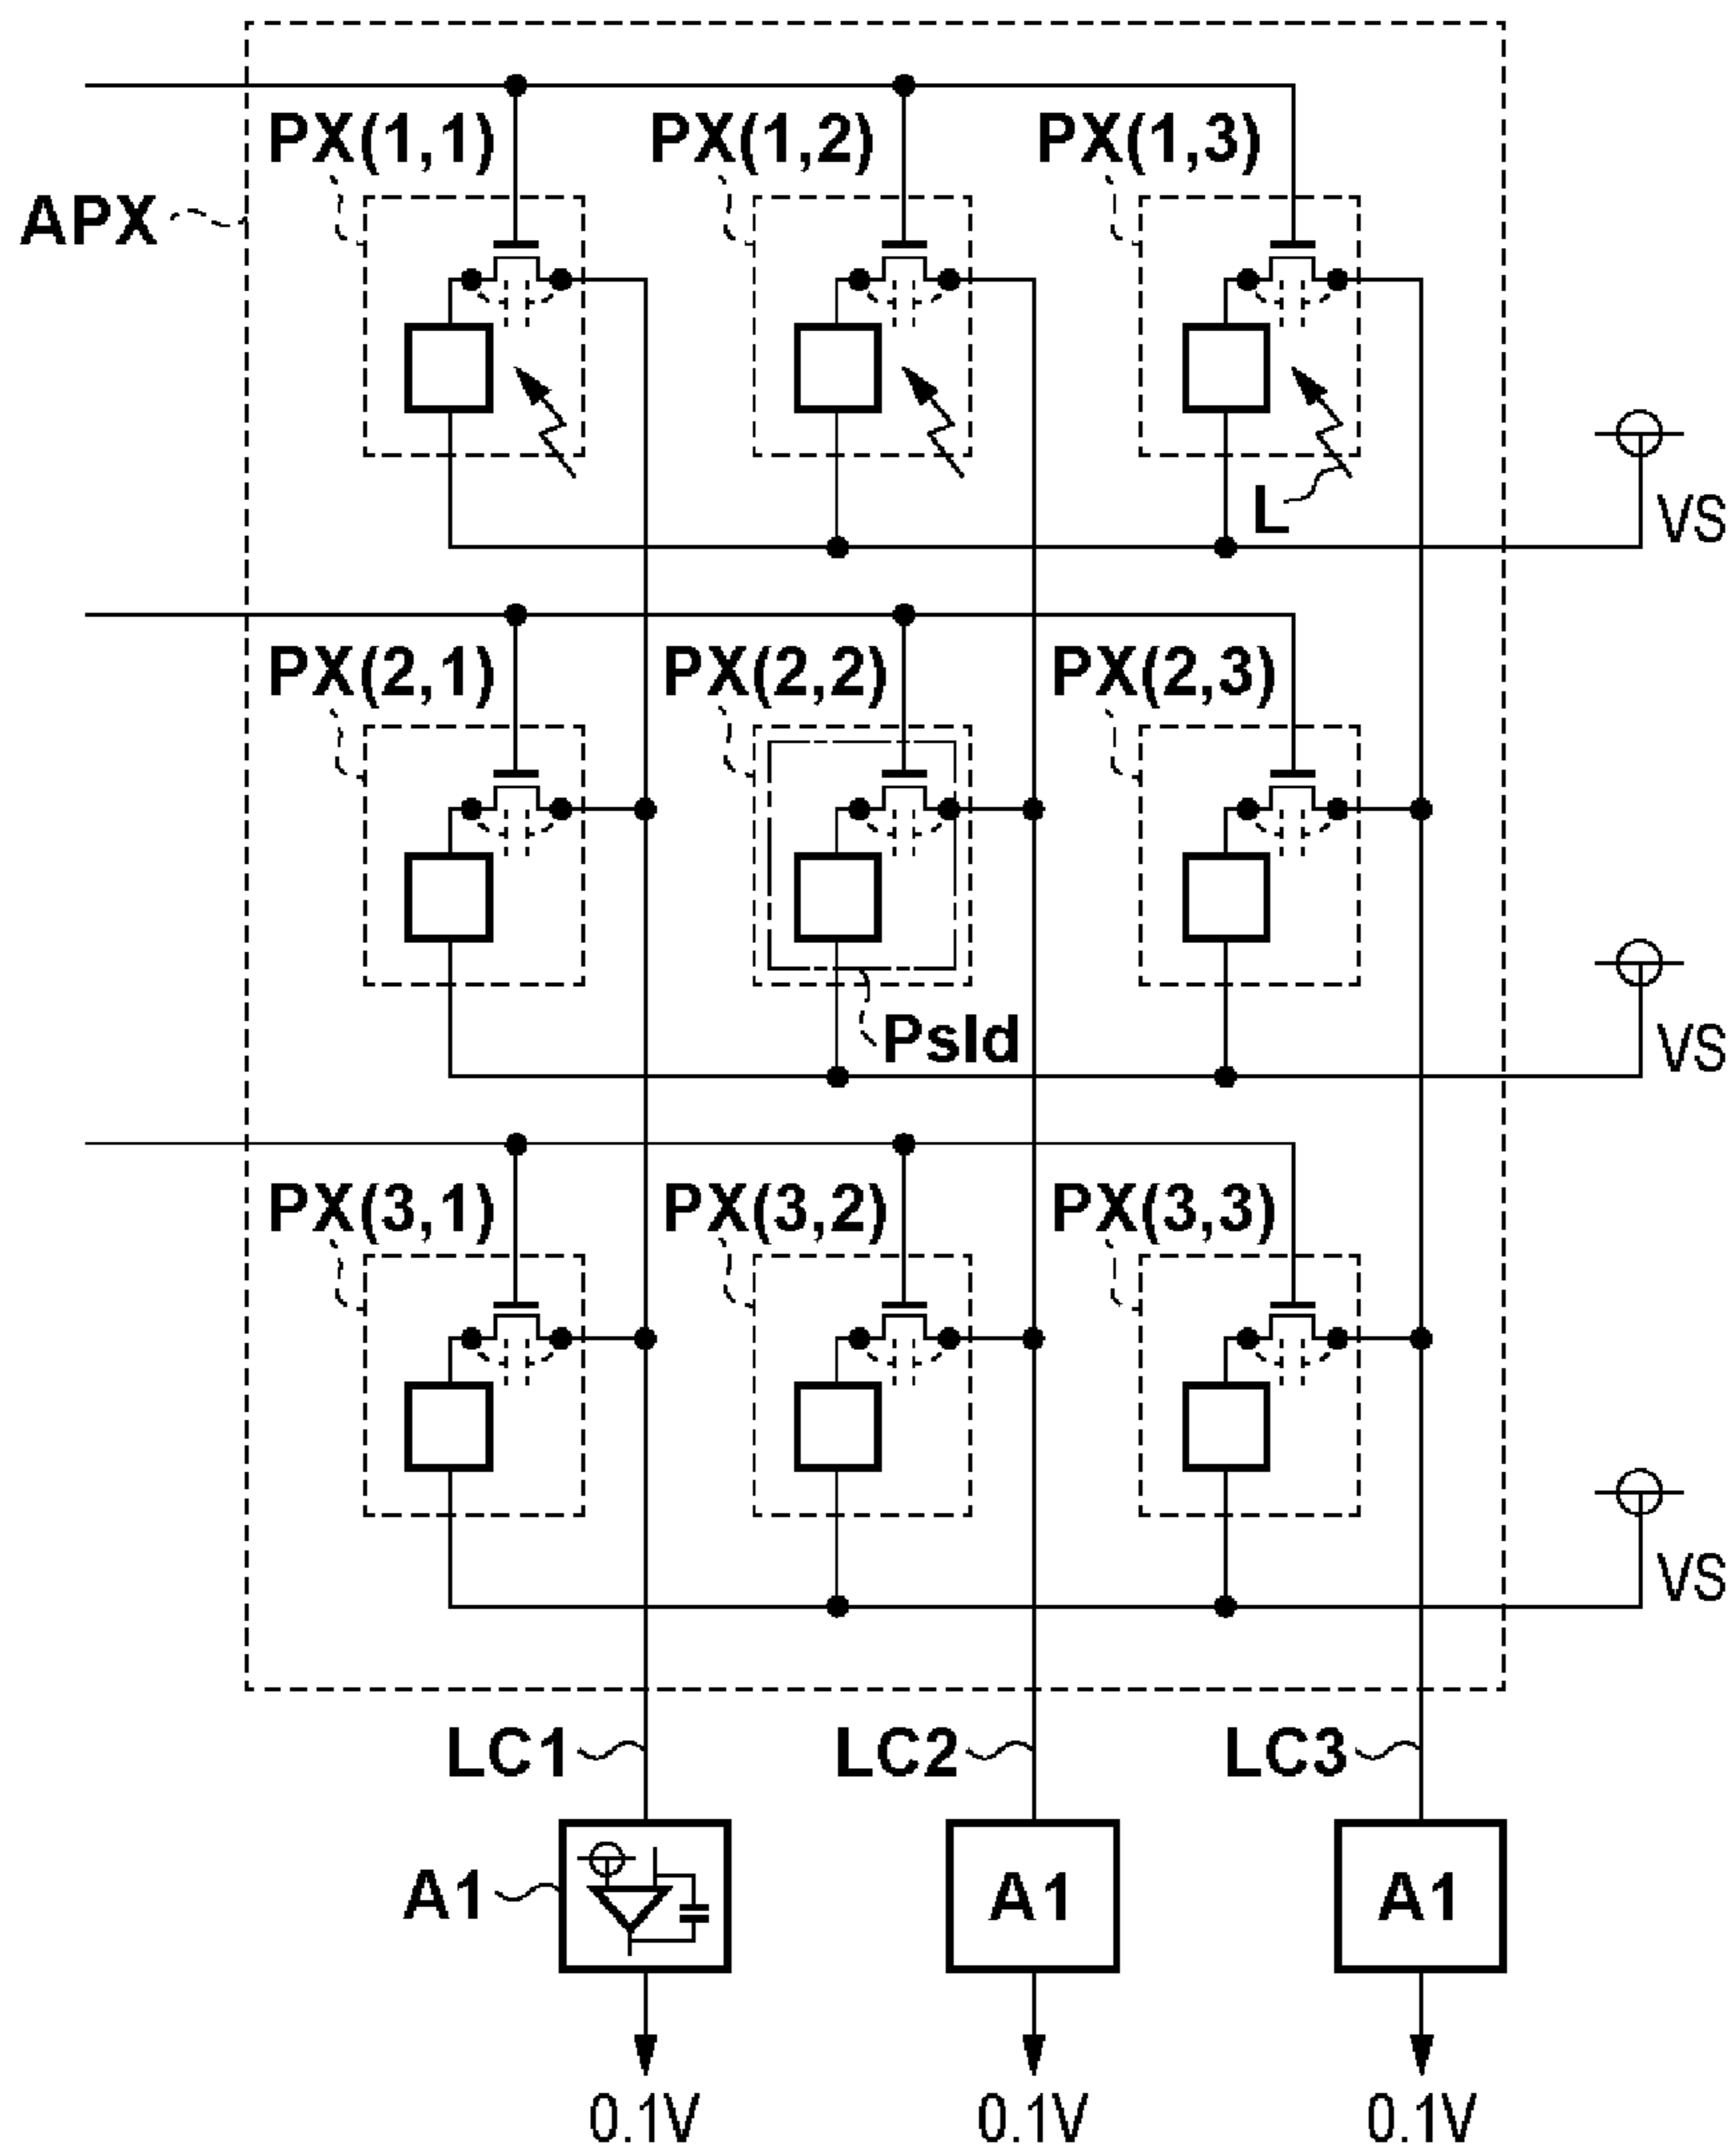 PX(1,1) PX(1,2) PX(1,3)
APX
L
VS
PX(2,1) PX(2,2) PX(2,3)
Psld
VS
PX(3,1) PX(3,2) PX(3,3)
VS
LC1 LC2 LC3
A1 A1 A1
0.1V 0.1V 0.1V